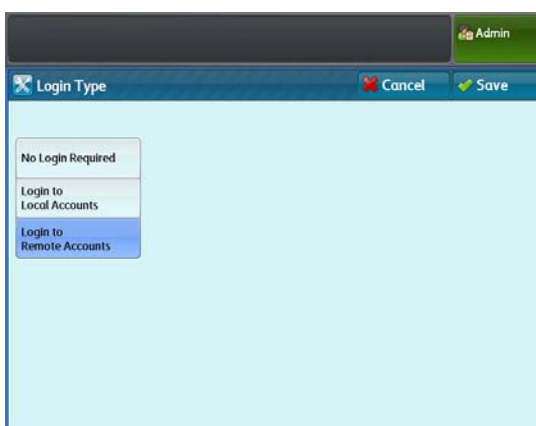 Admin
Login Type
Cancel
Save
No Login Required
Login to
Local Accounts
Login to
Remote Accounts